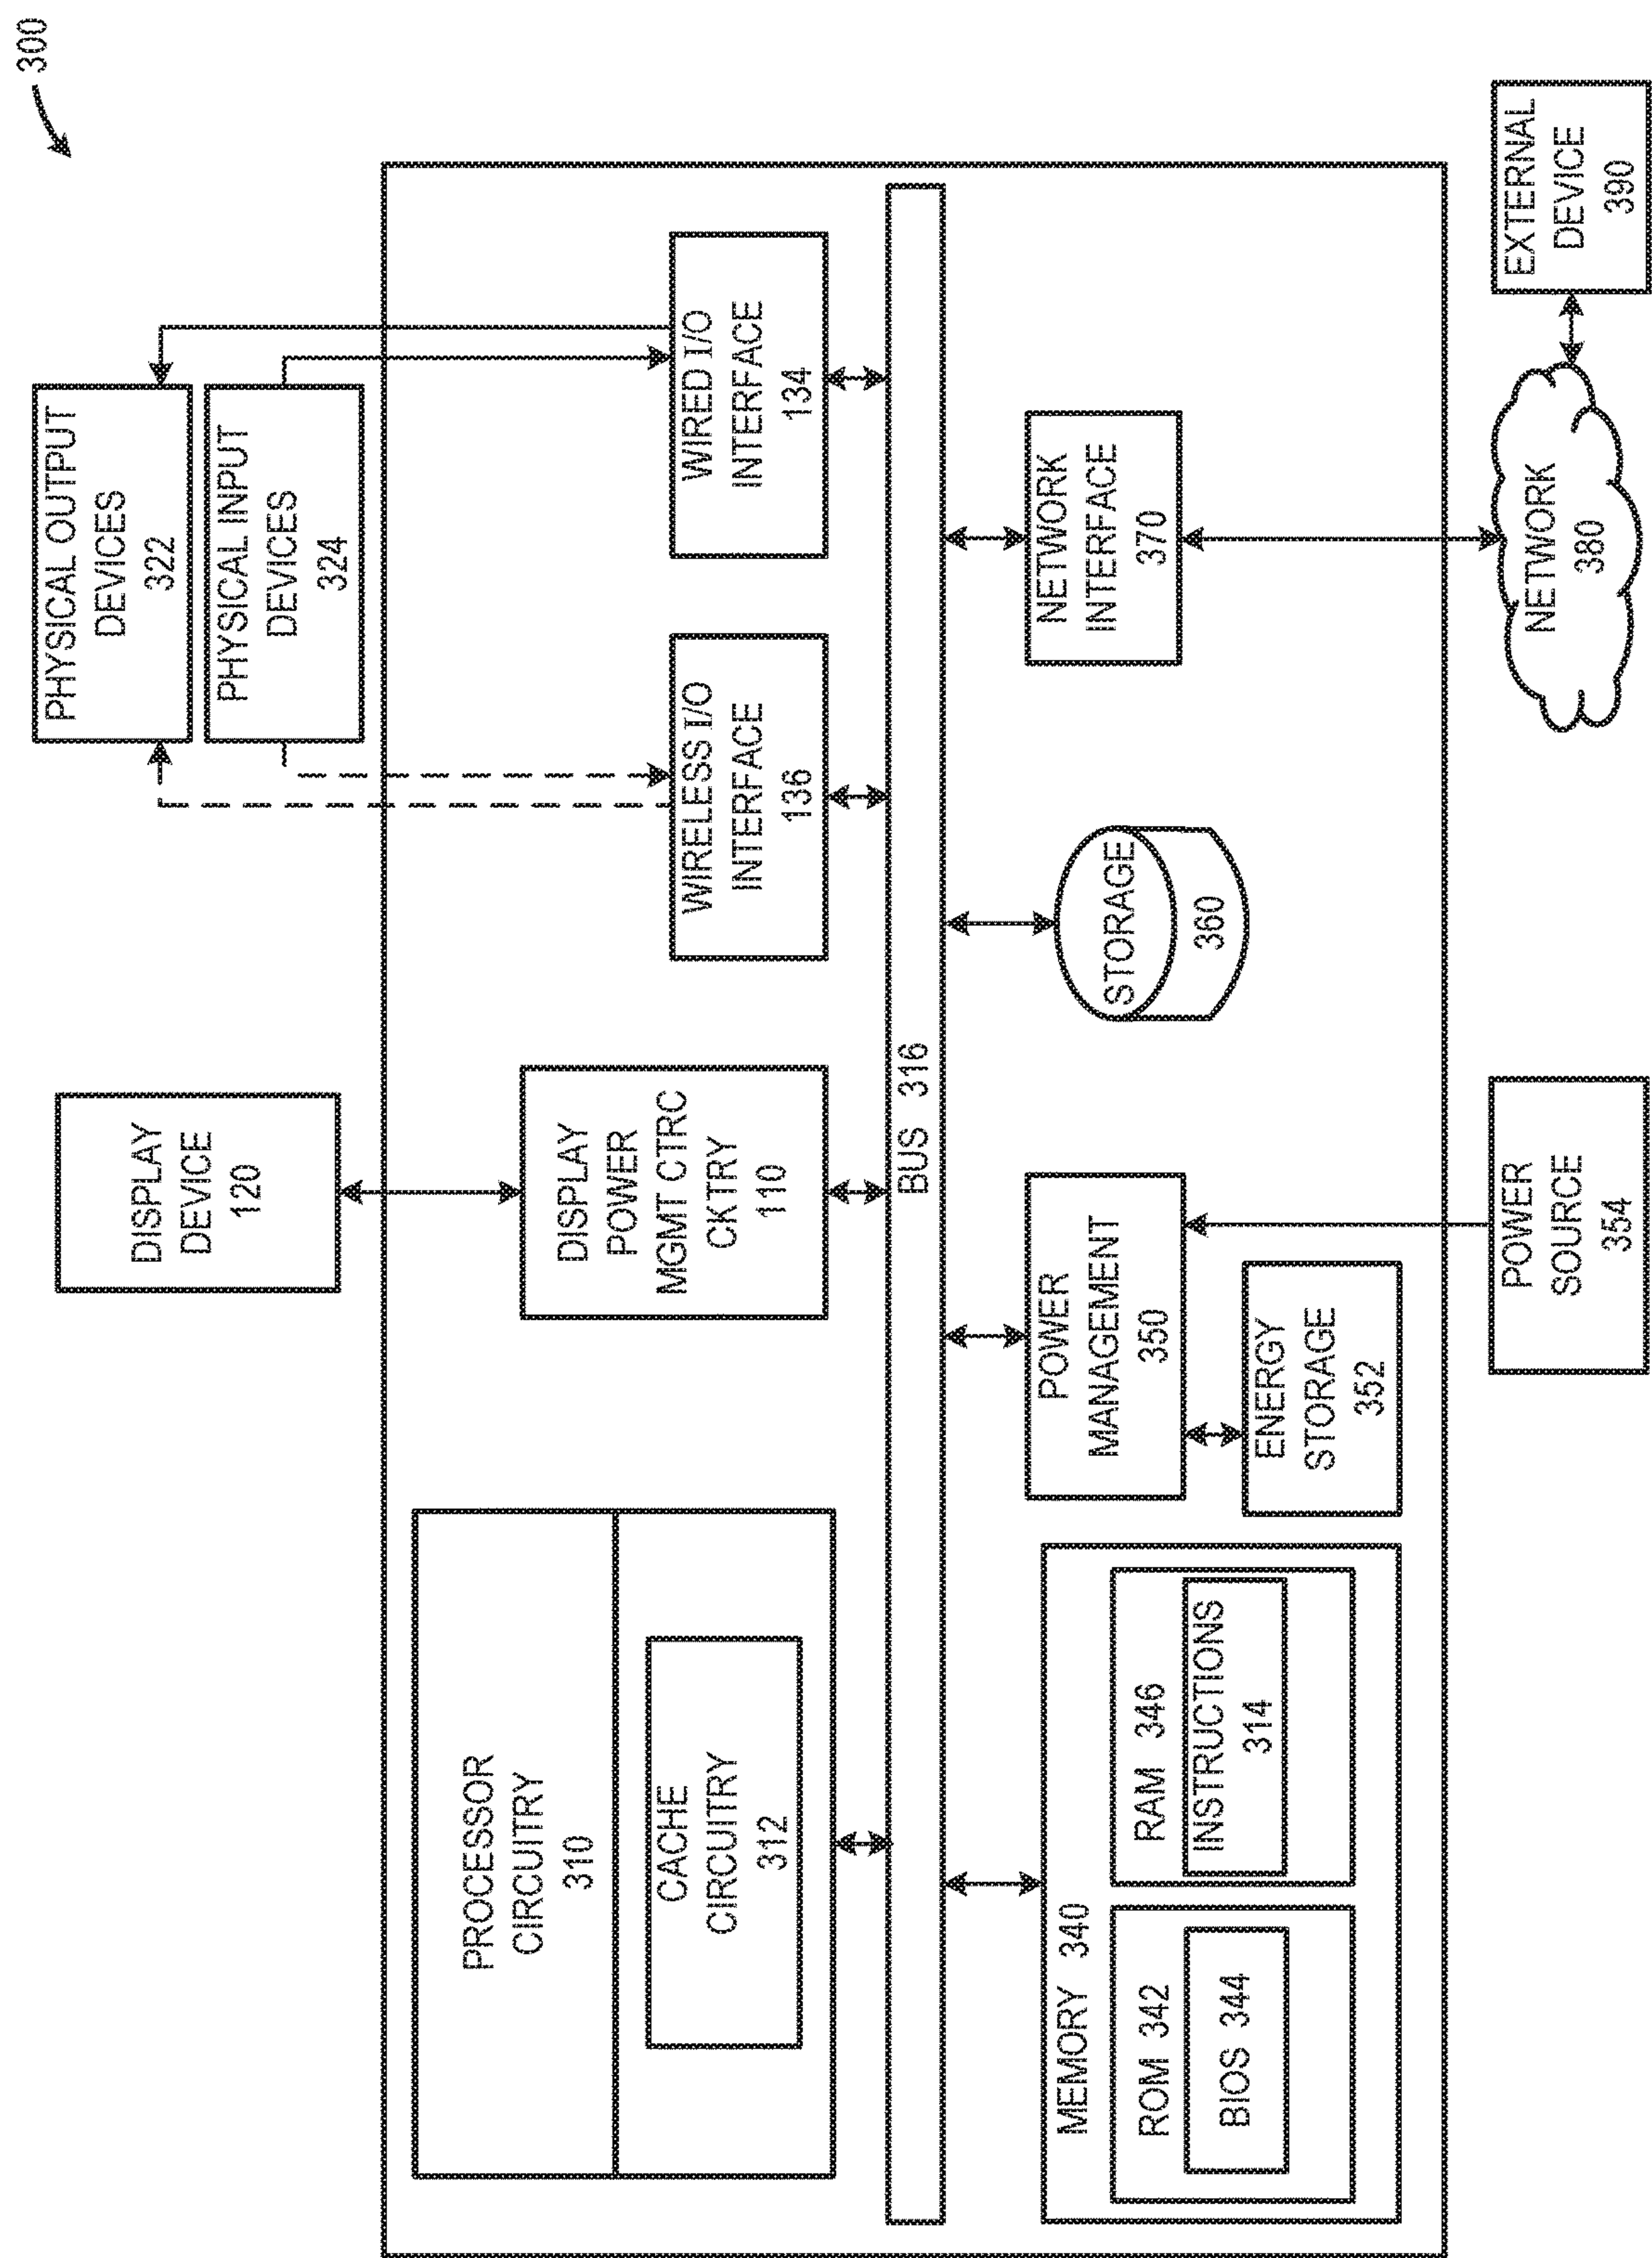 300
DISPLAY
DEVICE
120
PHYSICAL OUTPUT
DEVICES
322
PHYSICAL INPUT
DEVICES
324
PROCESSOR
CIRCUITRY
310
CACHE
CIRCUITRY
312
DISPLAY
POWER
MGMT CTRC
CKTRY
110
WIRELESS I/O
INTERFACE
136
WIRED I/O
INTERFACE
134
BUS 316
MEMORY 340
ROM 342
BIOS 344
RAM 346
INSTRUCTIONS
314
POWER
MANAGEMENT
350
ENERGY
STORAGE
352
STORAGE
360
NETWORK
INTERFACE
370
POWER
SOURCE
354
NETWORK
380
EXTERNAL
DEVICE
390